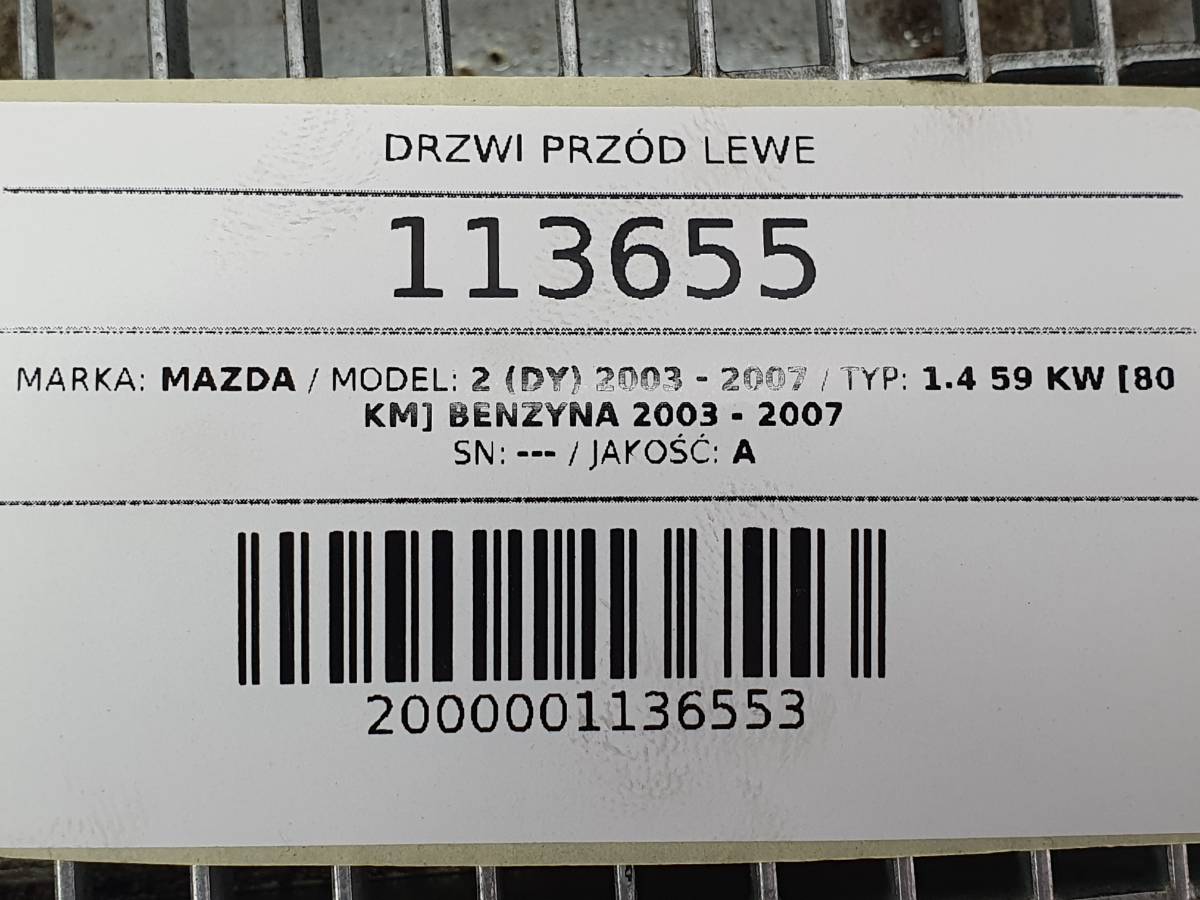 DRZWI PRZÓD LEWE
113655
MARKA: MAZDA / MODEL: 2 (DY) 2003 - 2007 / TYP: 1.4 59 KW [80
KM] BENZYNA 2003 - 2007
SN: --- / JAKOŚĆ: A
2000001136553